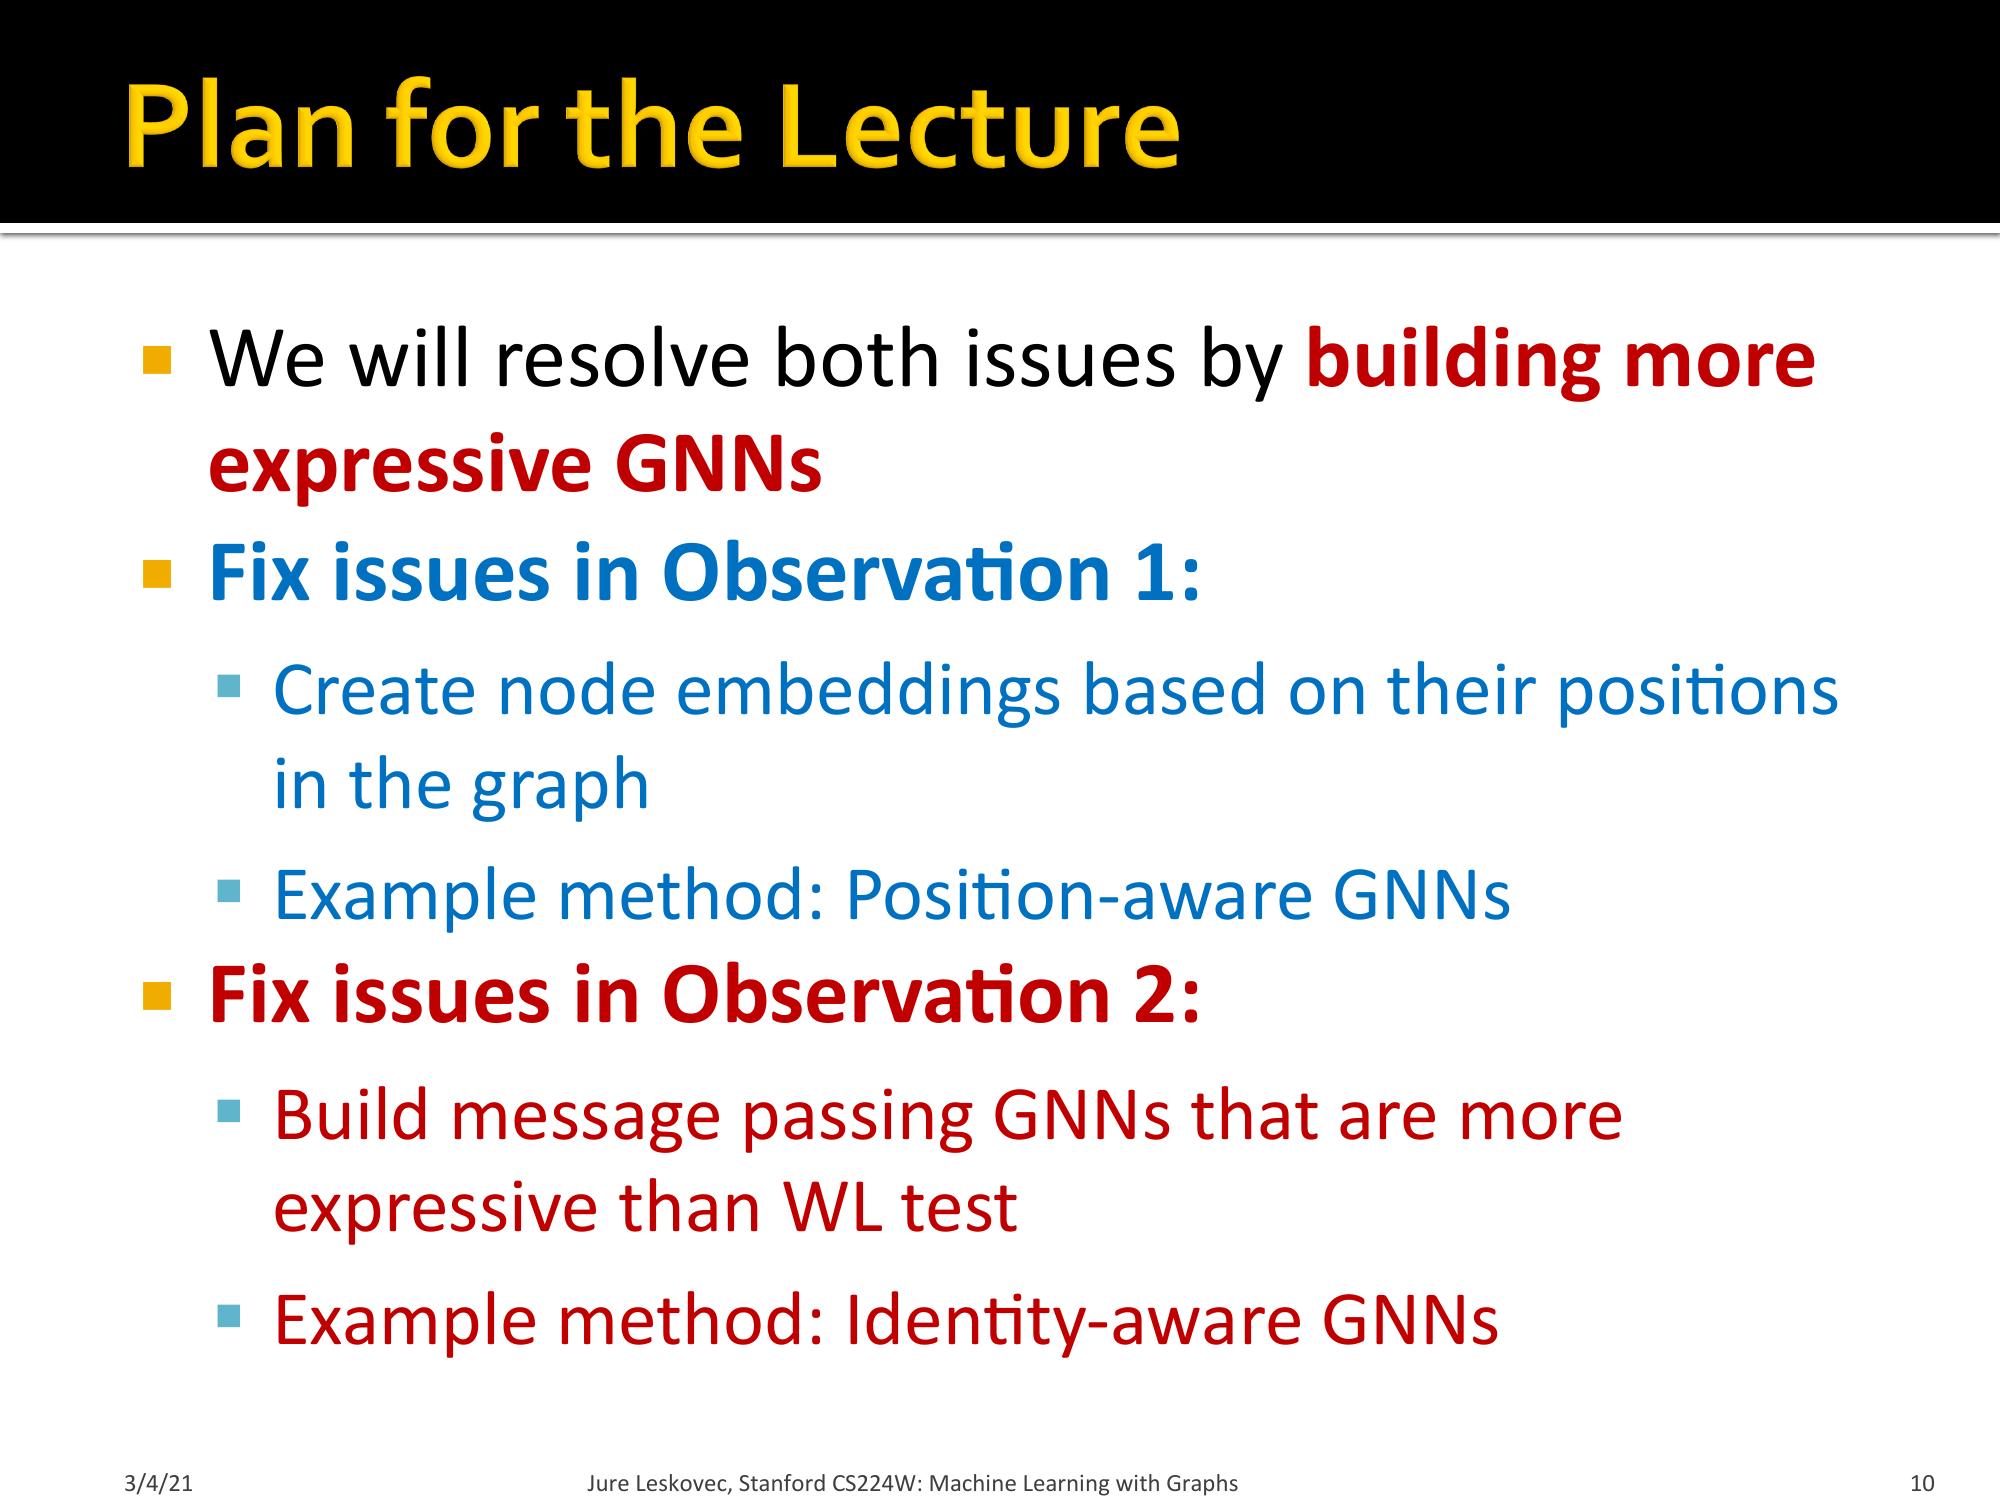 Plan for the Lecture
We will resolve both issues by building more
expressive GNNs
Fix issues in Observation 1:
Create node embeddings based on their positions
in the graph
Example method: Position-aware GNNs
Fix issues in Observation 2:
Build message passing GNNs that are more
expressive than WL test
Example method: Identity-aware GNNs
3/4/21
Jure Leskovec, Stanford CS224W: Machine Learning with Graphs
10